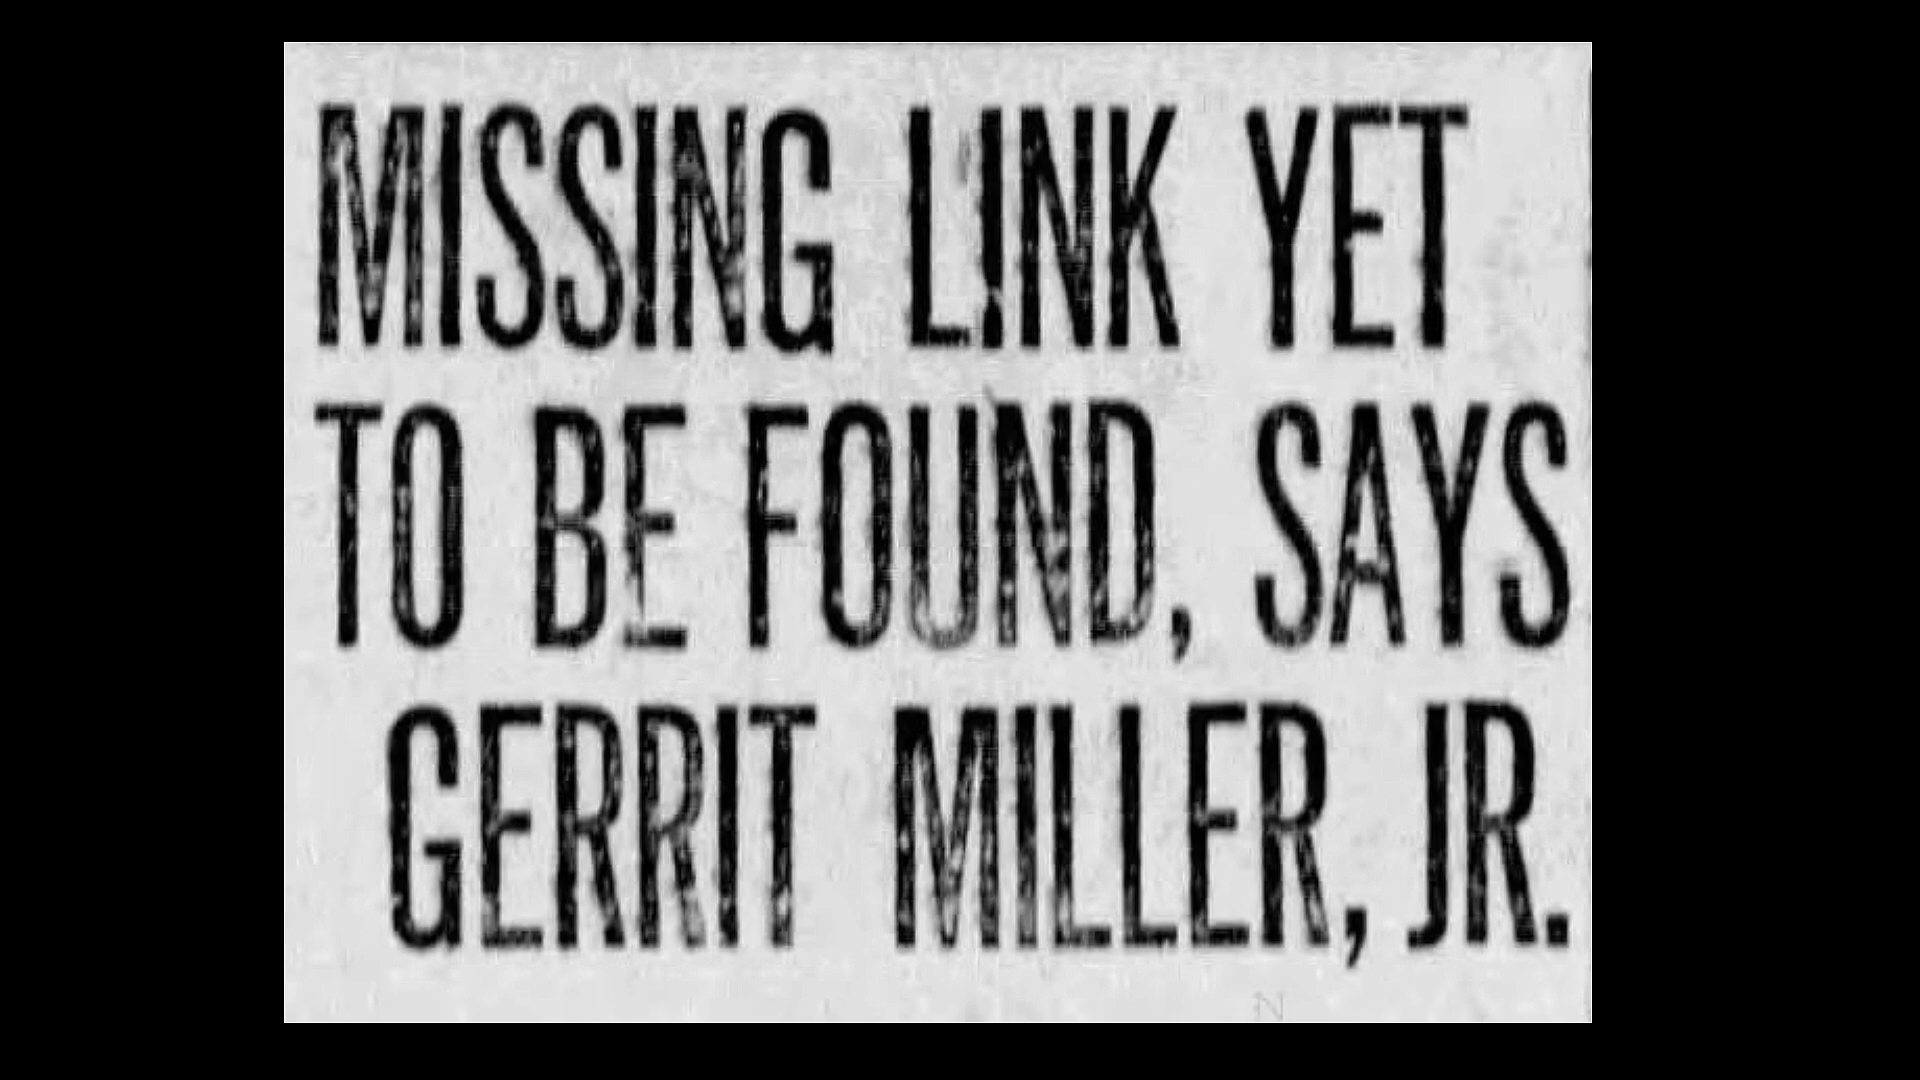 MISSING LINK YET
TO BE FOUND, SAYS
GERRIT MILLER, JR.